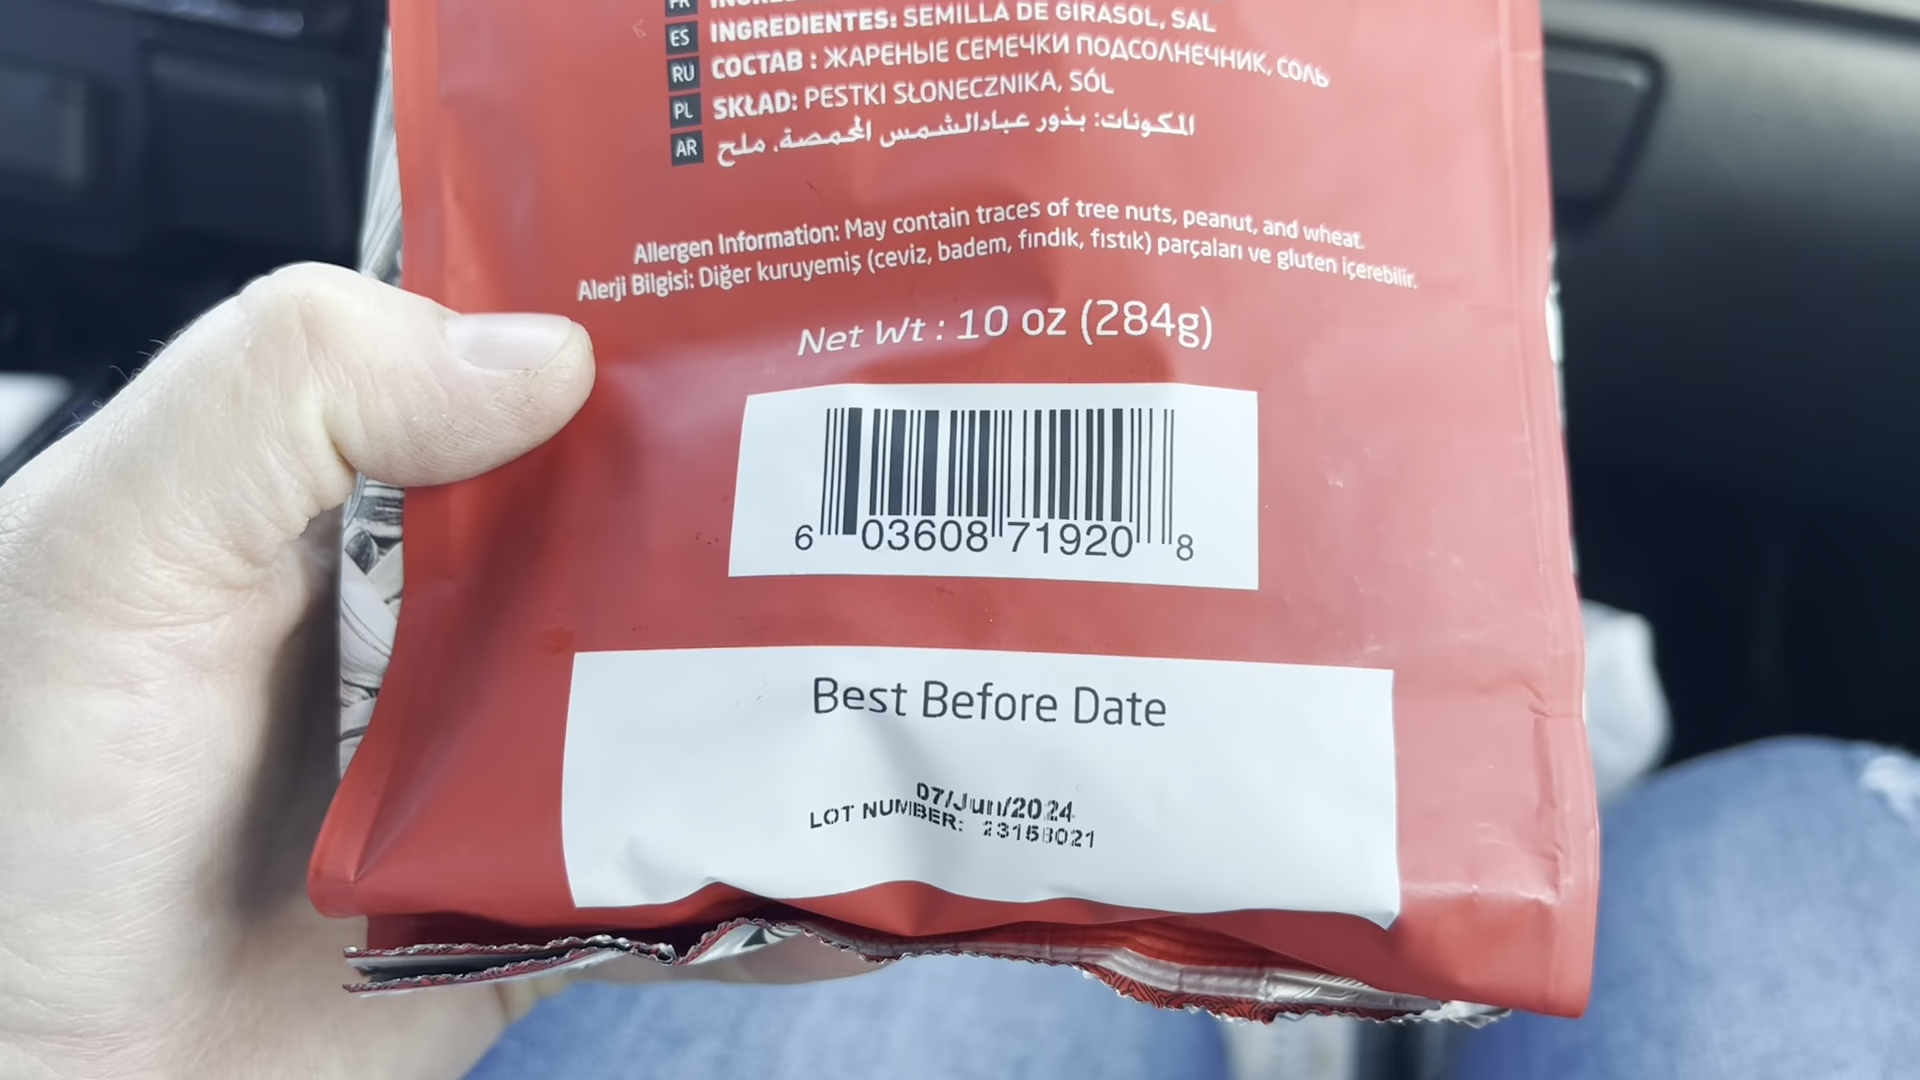 FR
ES INGREDIENTES: SEMILLA DE GIRASOL, SAL
RU СОСТАВ : ЖАРЕНЫЕ СЕМЕЧКИ ПОДСОЛНЕЧНИК, СОЛЬ
PL SKŁAD: PESTKI SŁONECZNIKA, SÓL
AR المكونات: بذور عبادالشمس المحمصة. ملح
Allergen Information: May contain traces of tree nuts, peanut, and wheat.
Alerji Bilgisi: Diğer kuruyemiş (ceviz, badem, fındık, fıstık) parçaları ve gluten içerebilir.
Net Wt : 10 oz (284g)
6 03608 71920 8
Best Before Date
07/Jun/2024
LOT NUMBER: 23158021